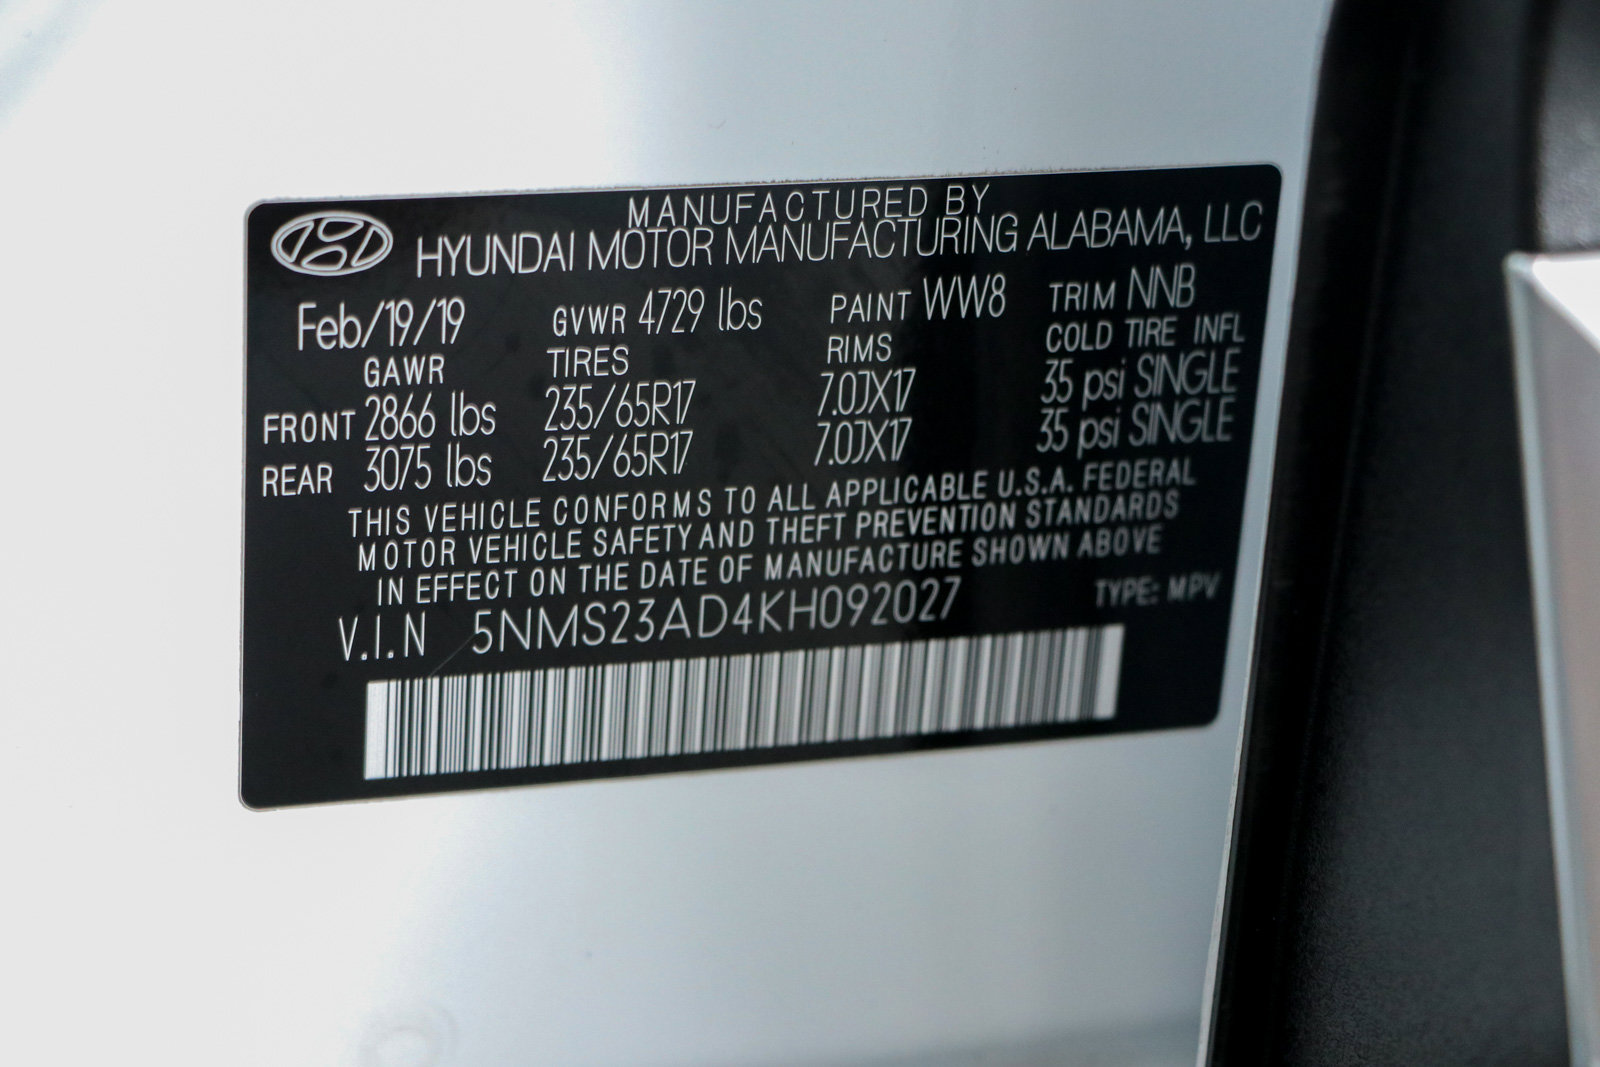 MANUFACTURED BY
HYUNDAI MOTOR MANUFACTURING ALABAMA, LLC
Feb/19/19 GVWR 4729 lbs PAINT WW8 TRIM NNB
GAWR TIRES RIMS COLD TIRE INFL
FRONT 2866 lbs 235/65R17 7.0JX17 35 psi SINGLE
REAR 3075 lbs 235/65R17 7.0JX17 35 psi SINGLE
THIS VEHICLE CONFORMS TO ALL APPLICABLE U.S.A. FEDERAL
MOTOR VEHICLE SAFETY AND THEFT PREVENTION STANDARDS
IN EFFECT ON THE DATE OF MANUFACTURE SHOWN ABOVE
V.I.N 5NMS23AD4KH092027 TYPE: MPV